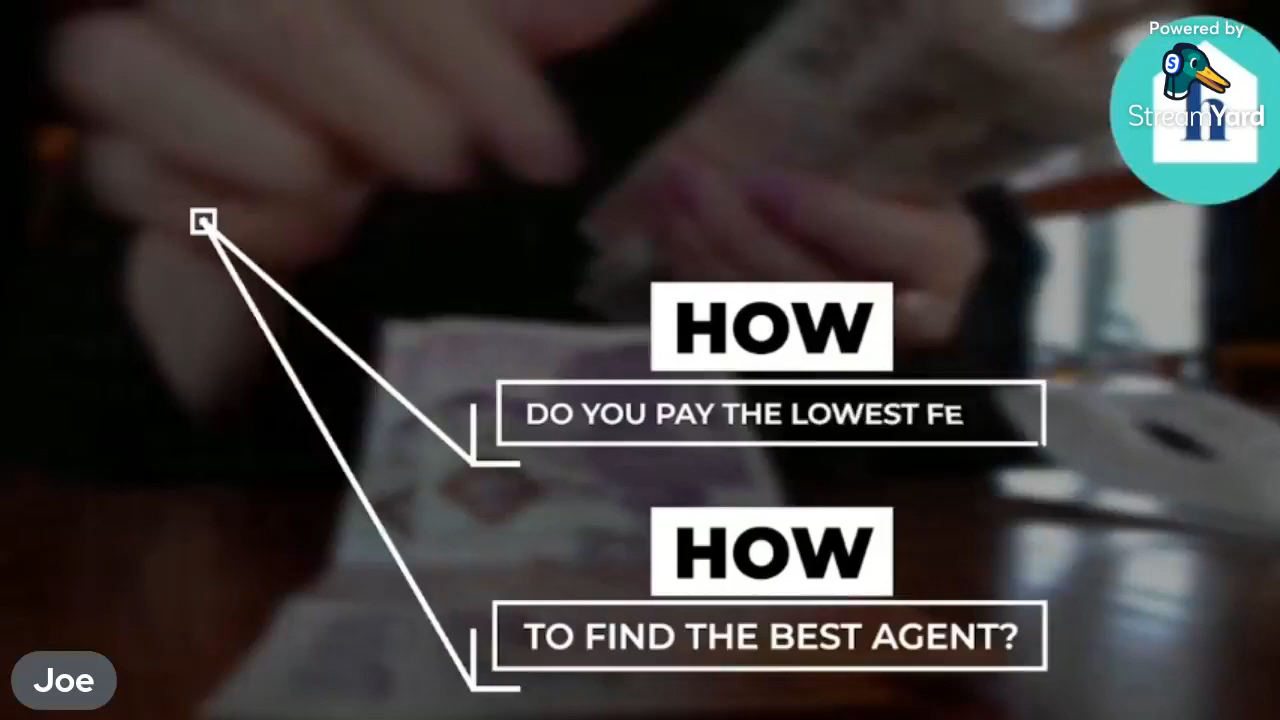 Powered by
StreamYard
HOW
DO YOU PAY THE LOWEST FE
HOW
TO FIND THE BEST AGENT?
Joe